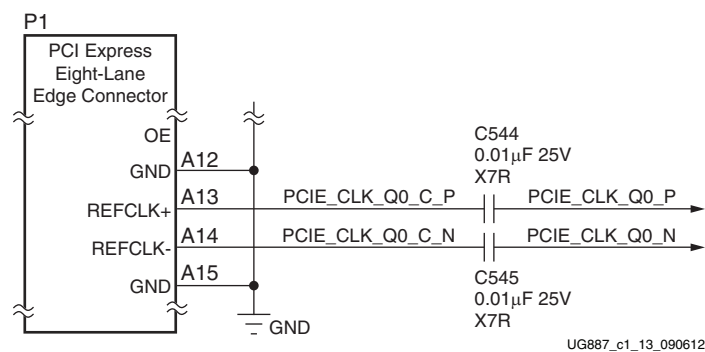 P1
PCI Express
Eight-Lane
Edge Connector
OE
GND A12
REFCLK+ A13 PCIE_CLK_Q0_C_P PCIE_CLK_Q0_P
REFCLK- A14 PCIE_CLK_Q0_C_N PCIE_CLK_Q0_N
GND A15
GND
C544
0.01μF 25V
X7R
C545
0.01μF 25V
X7R
UG887_c1_13_090612